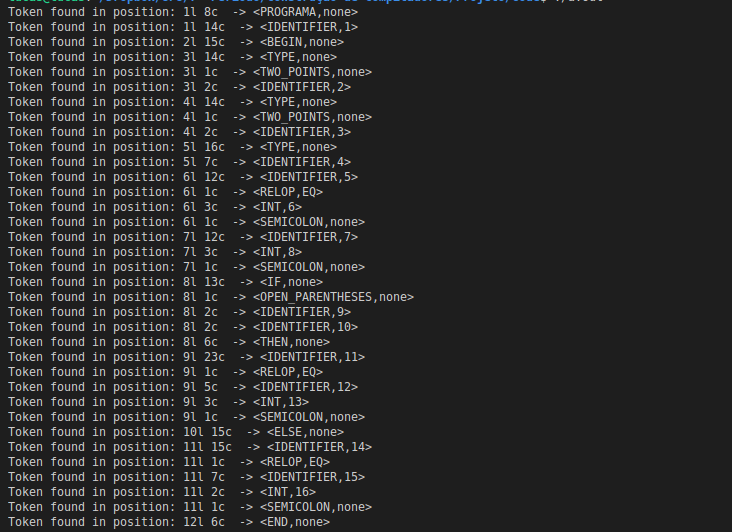 Token found in position: 1l 8c  -> <PROGRAMA,none>
Token found in position: 1l 14c  -> <IDENTIFIER,1>
Token found in position: 2l 15c  -> <BEGIN,none>
Token found in position: 3l 14c  -> <TYPE,none>
Token found in position: 3l 1c  -> <TWO_POINTS,none>
Token found in position: 3l 2c  -> <IDENTIFIER,2>
Token found in position: 4l 14c  -> <TYPE,none>
Token found in position: 4l 1c  -> <TWO_POINTS,none>
Token found in position: 4l 2c  -> <IDENTIFIER,3>
Token found in position: 5l 16c  -> <TYPE,none>
Token found in position: 5l 7c  -> <IDENTIFIER,4>
Token found in position: 6l 12c  -> <IDENTIFIER,5>
Token found in position: 6l 1c  -> <RELOP,EQ>
Token found in position: 6l 3c  -> <INT,6>
Token found in position: 6l 1c  -> <SEMICOLON,none>
Token found in position: 7l 12c  -> <IDENTIFIER,7>
Token found in position: 7l 3c  -> <INT,8>
Token found in position: 7l 1c  -> <SEMICOLON,none>
Token found in position: 8l 13c  -> <IF,none>
Token found in position: 8l 1c  -> <OPEN_PARENTHESES,none>
Token found in position: 8l 2c  -> <IDENTIFIER,9>
Token found in position: 8l 2c  -> <IDENTIFIER,10>
Token found in position: 8l 6c  -> <THEN,none>
Token found in position: 9l 23c  -> <IDENTIFIER,11>
Token found in position: 9l 1c  -> <RELOP,EQ>
Token found in position: 9l 5c  -> <IDENTIFIER,12>
Token found in position: 9l 3c  -> <INT,13>
Token found in position: 9l 1c  -> <SEMICOLON,none>
Token found in position: 10l 15c  -> <ELSE,none>
Token found in position: 11l 15c  -> <IDENTIFIER,14>
Token found in position: 11l 1c  -> <RELOP,EQ>
Token found in position: 11l 7c  -> <IDENTIFIER,15>
Token found in position: 11l 2c  -> <INT,16>
Token found in position: 11l 1c  -> <SEMICOLON,none>
Token found in position: 12l 6c  -> <END,none>